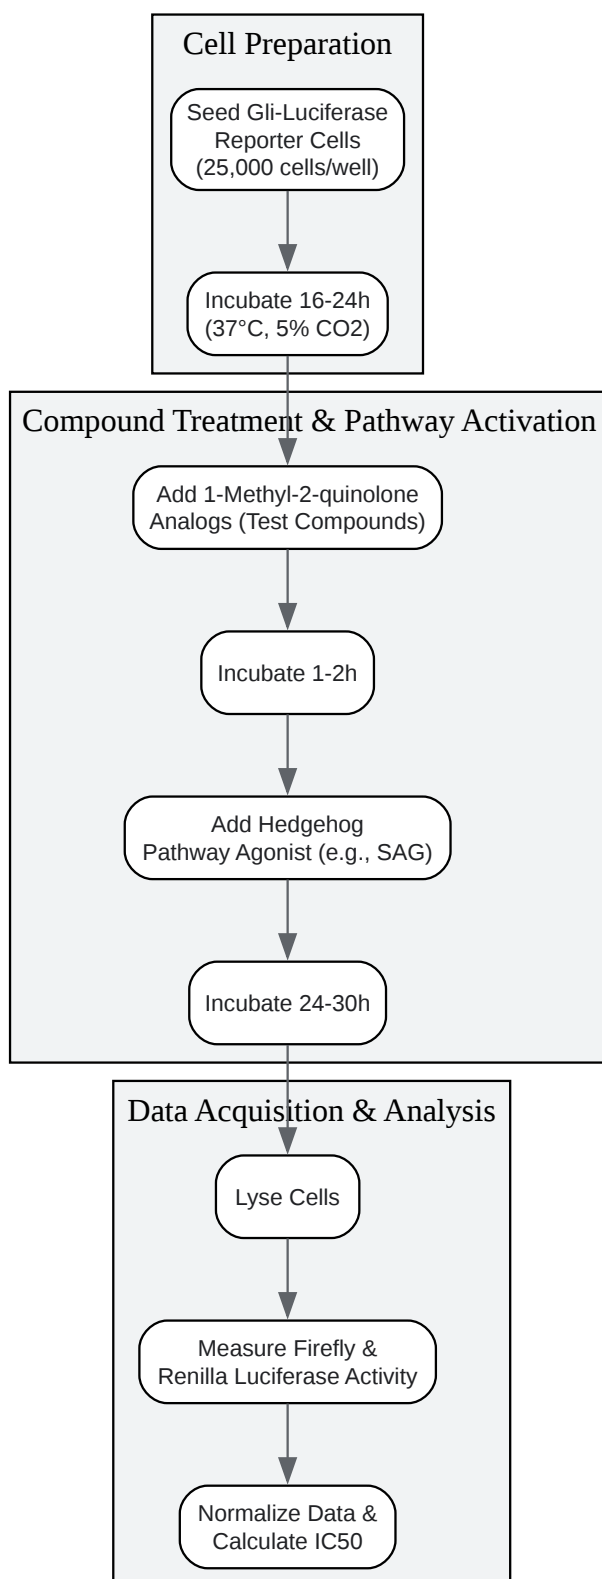 Cell Preparation
Seed Gli-Luciferase
Reporter Cells
(25,000 cells/well)
Incubate 16-24h
(37°C, 5% CO2)
Compound Treatment & Pathway Activation
Add 1-Methyl-2-quinolone
Analogs (Test Compounds)
Incubate 1-2h
Add Hedgehog
Pathway Agonist (e.g., SAG)
Incubate 24-30h
Data Acquisition & Analysis
Lyse Cells
Measure Firefly &
Renilla Luciferase Activity
Normalize Data &
Calculate IC50